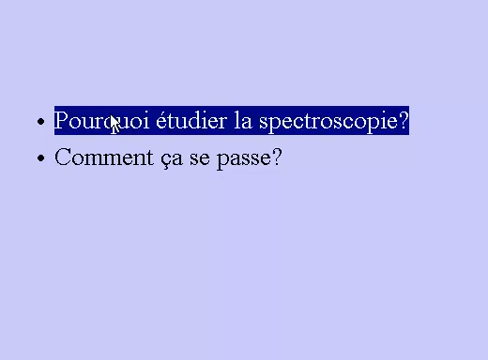 • Pourquoi étudier la spectroscopie?
• Comment ça se passe?